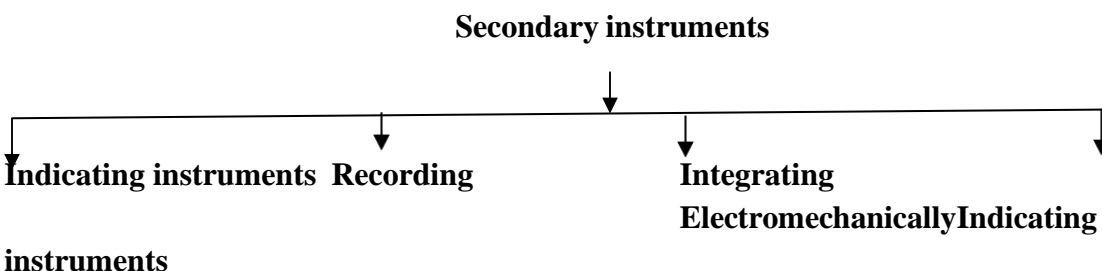 Secondary instruments
Indicating instruments Recording Integrating
ElectromechanicallyIndicating
instruments